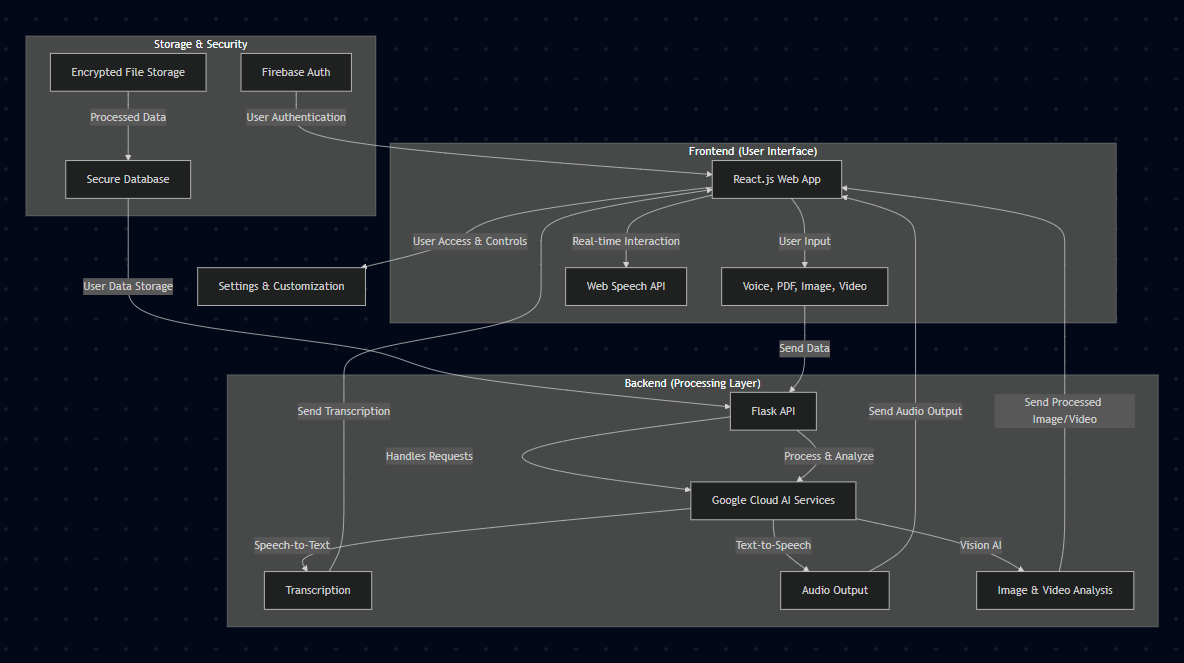 Storage & Security
Encrypted File Storage
Firebase Auth
Processed Data
User Authentication
Secure Database
Frontend (User Interface)
React.js Web App
User Access & Controls
Real-time Interaction
User Input
User Data Storage
Settings & Customization
Web Speech API
Voice, PDF, Image, Video
Send Data
Backend (Processing Layer)
Send Transcription
Flask API
Send Audio Output
Send Processed
Image/Video
Handles Requests
Process & Analyze
Google Cloud AI Services
Speech-to-Text
Text-to-Speech
Vision AI
Transcription
Audio Output
Image & Video Analysis